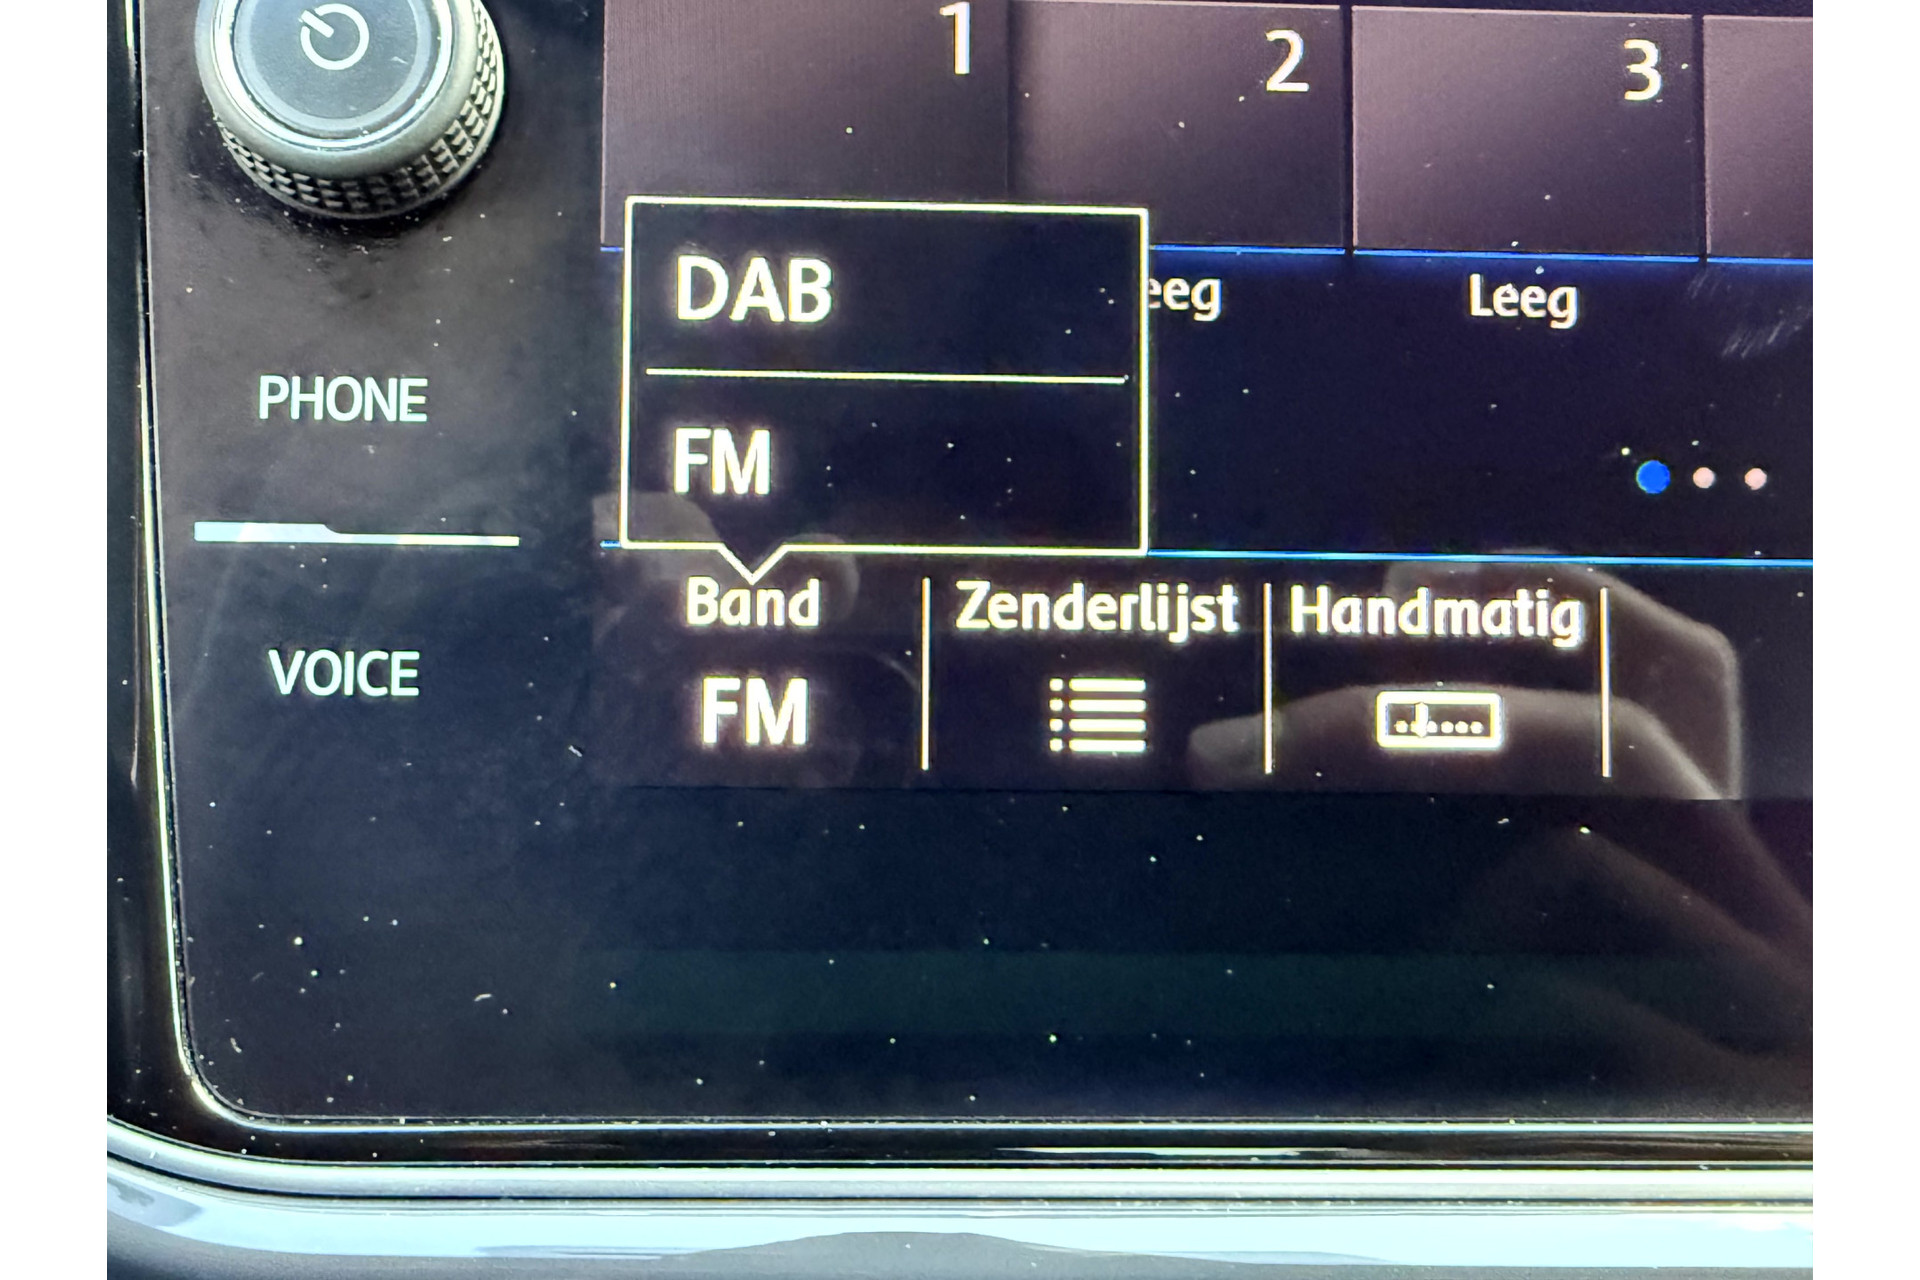 1
2
3
DAB
eeg
Leeg
PHONE
FM
Band
Zenderlijst
Handmatig
VOICE
FM